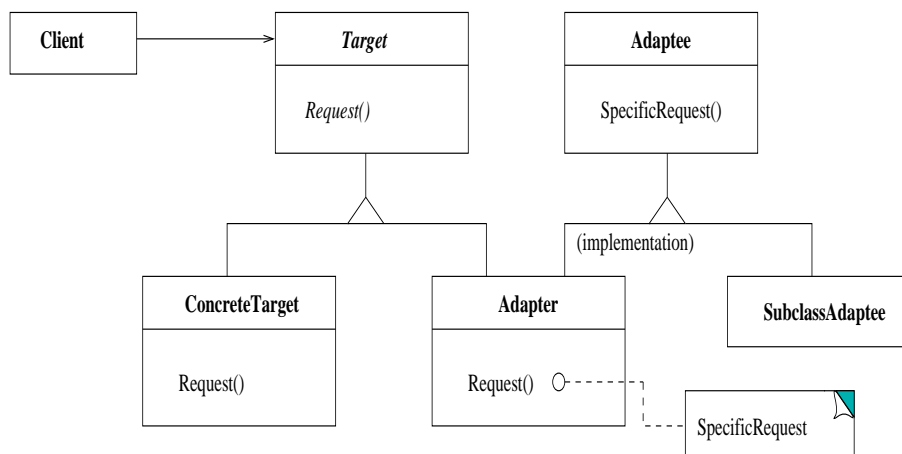 Client
Target
Adaptee
Request()
SpecificRequest()
(implementation)
ConcreteTarget
Adapter
SubclassAdaptee
Request()
Request()
SpecificRequest